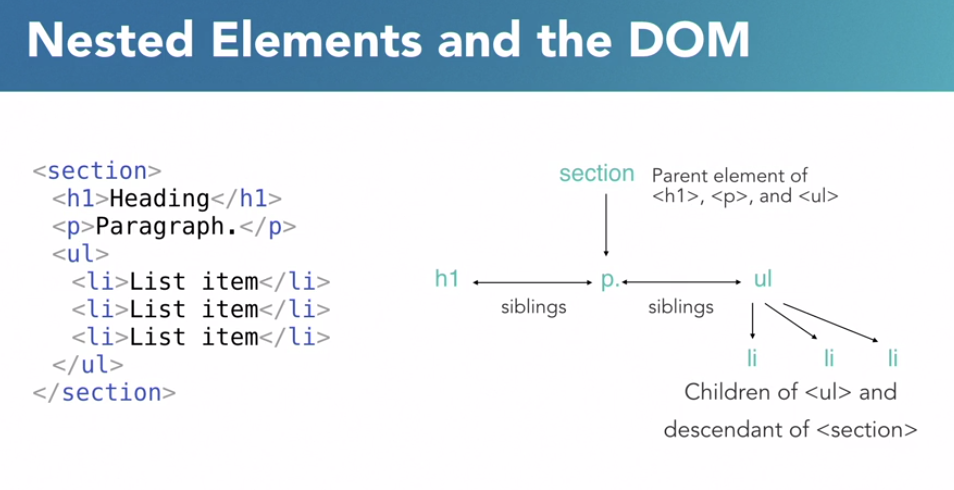 Nested Elements and the DOM
<section>
<h1>Heading</h1>
<p>Paragraph.</p>
<ul>
<li>List item</li>
<li>List item</li>
<li>List item</li>
</ul>
</section>
section
Parent element of
<h1>, <p>, and <ul>
h1
p.
ul
siblings
siblings
li
li
li
Children of <ul> and
descendant of <section>